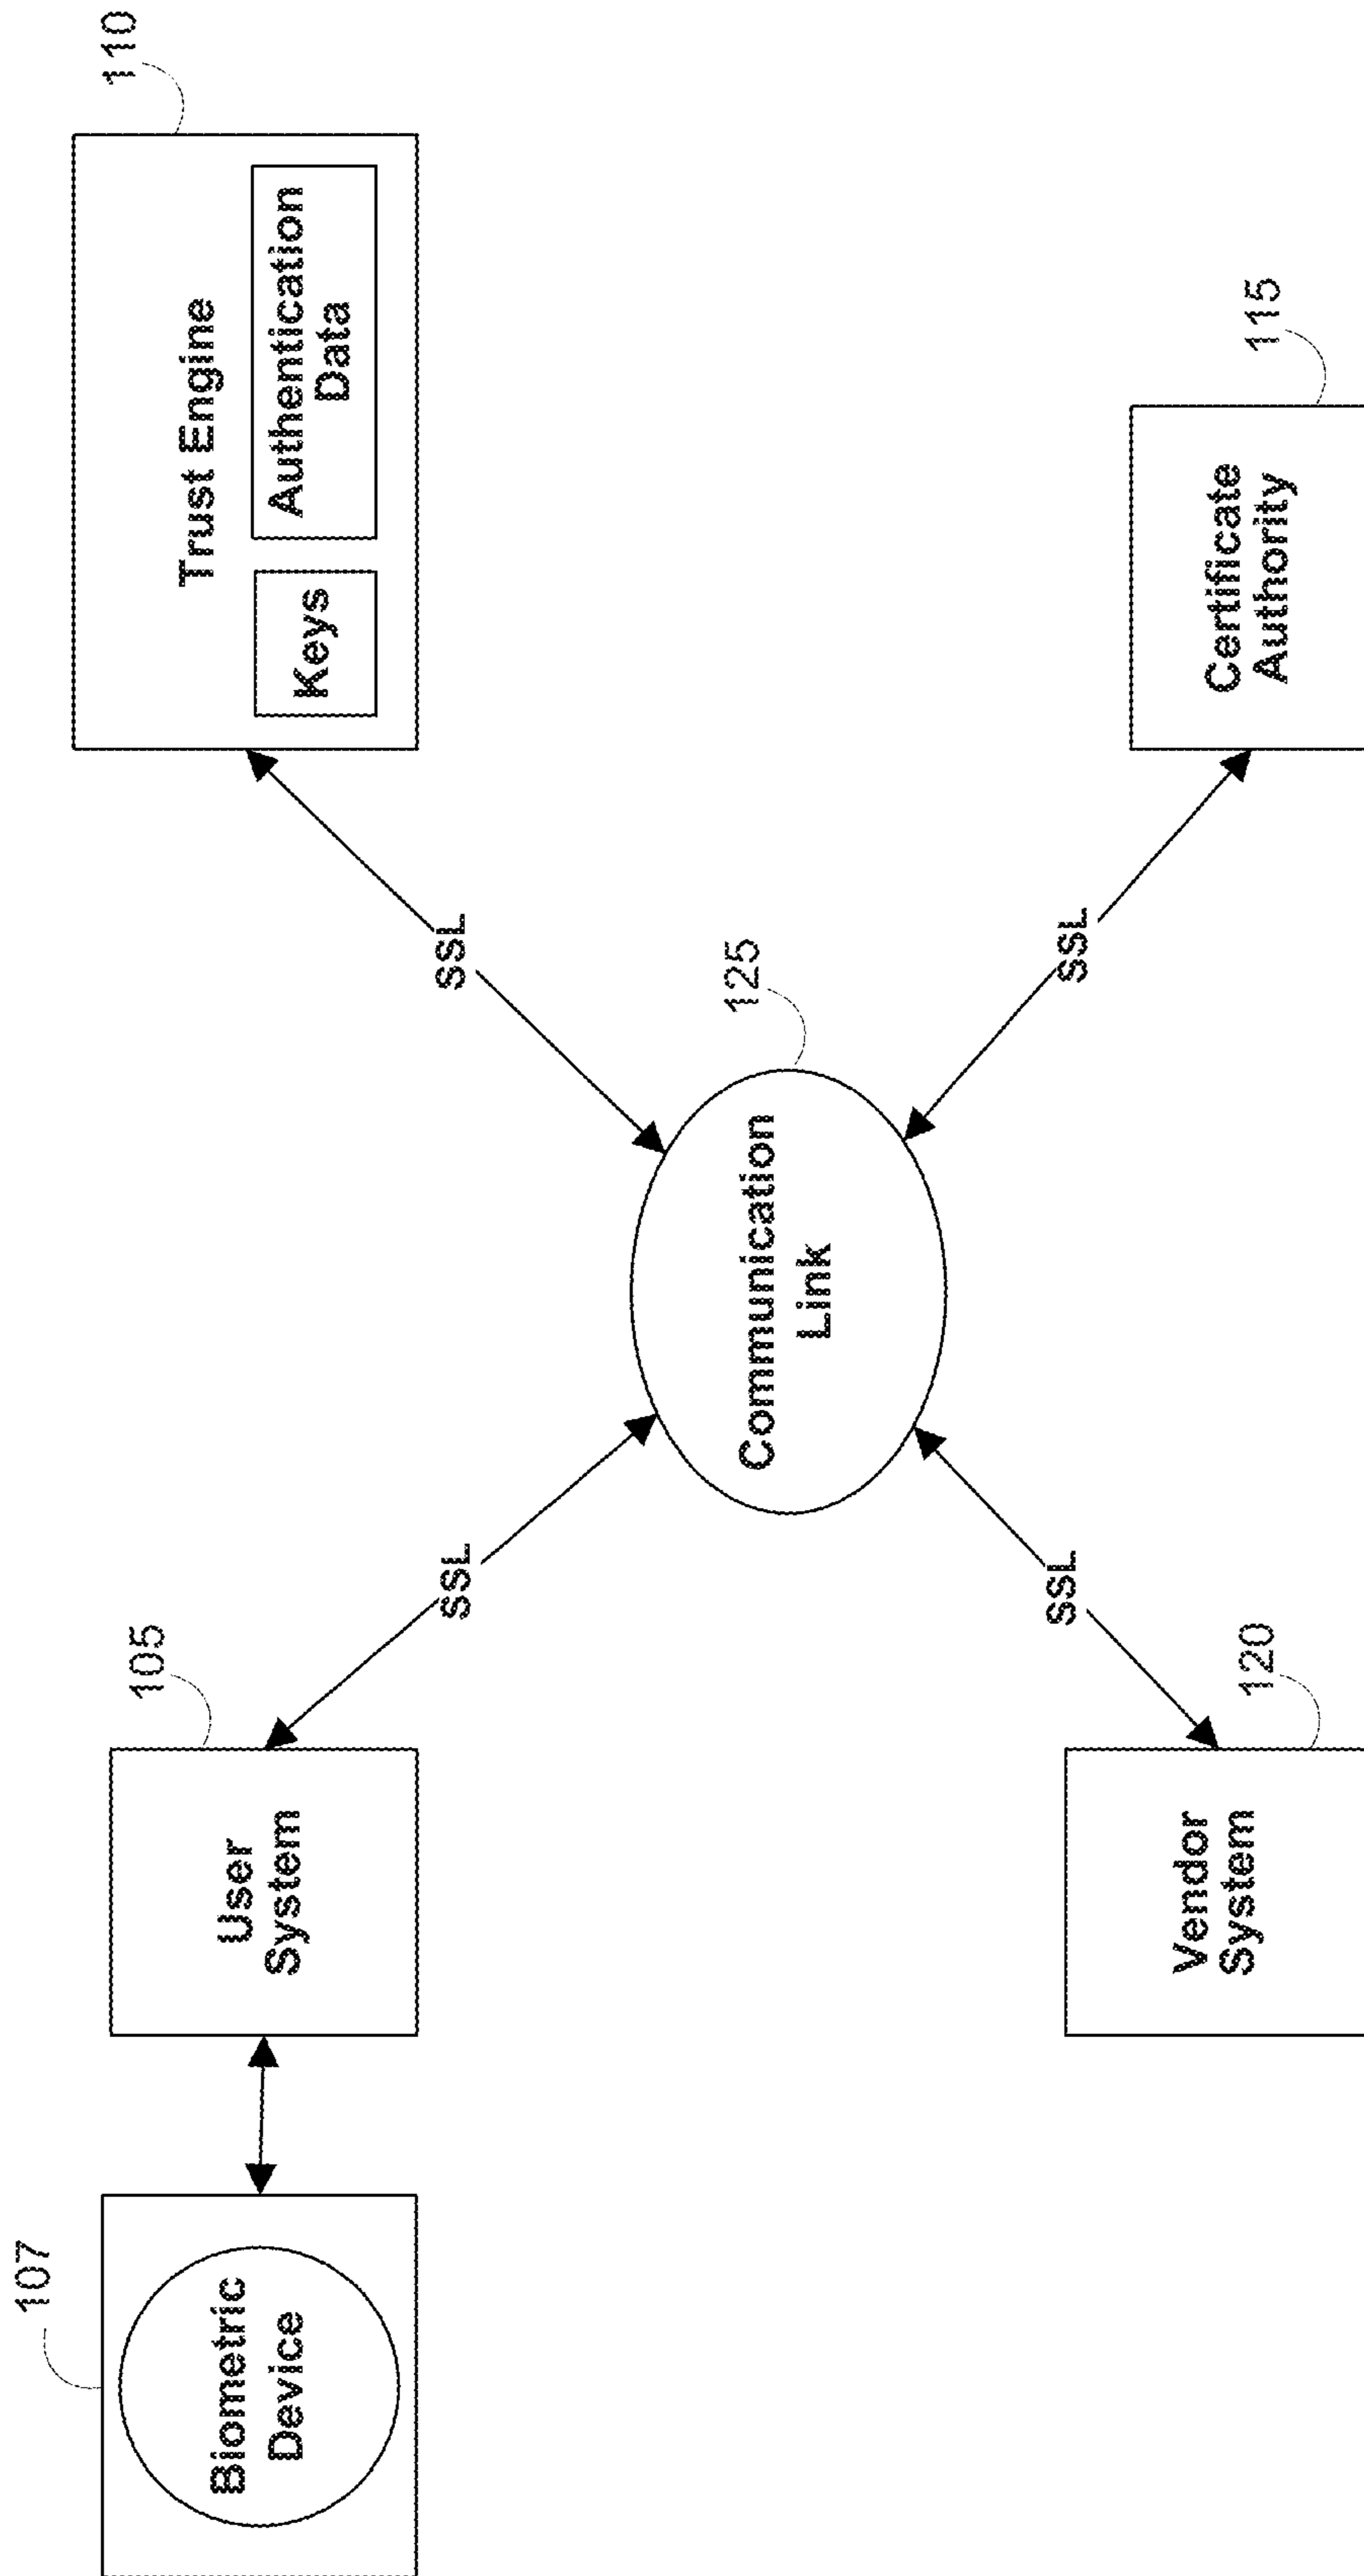 107
Biometric
Device
105
User
System
SSL
110
Trust Engine
Keys
Authentication
Data
SSL
125
Communication
Link
120
Vendor
System
SSL
115
Certificate
Authority
SSL